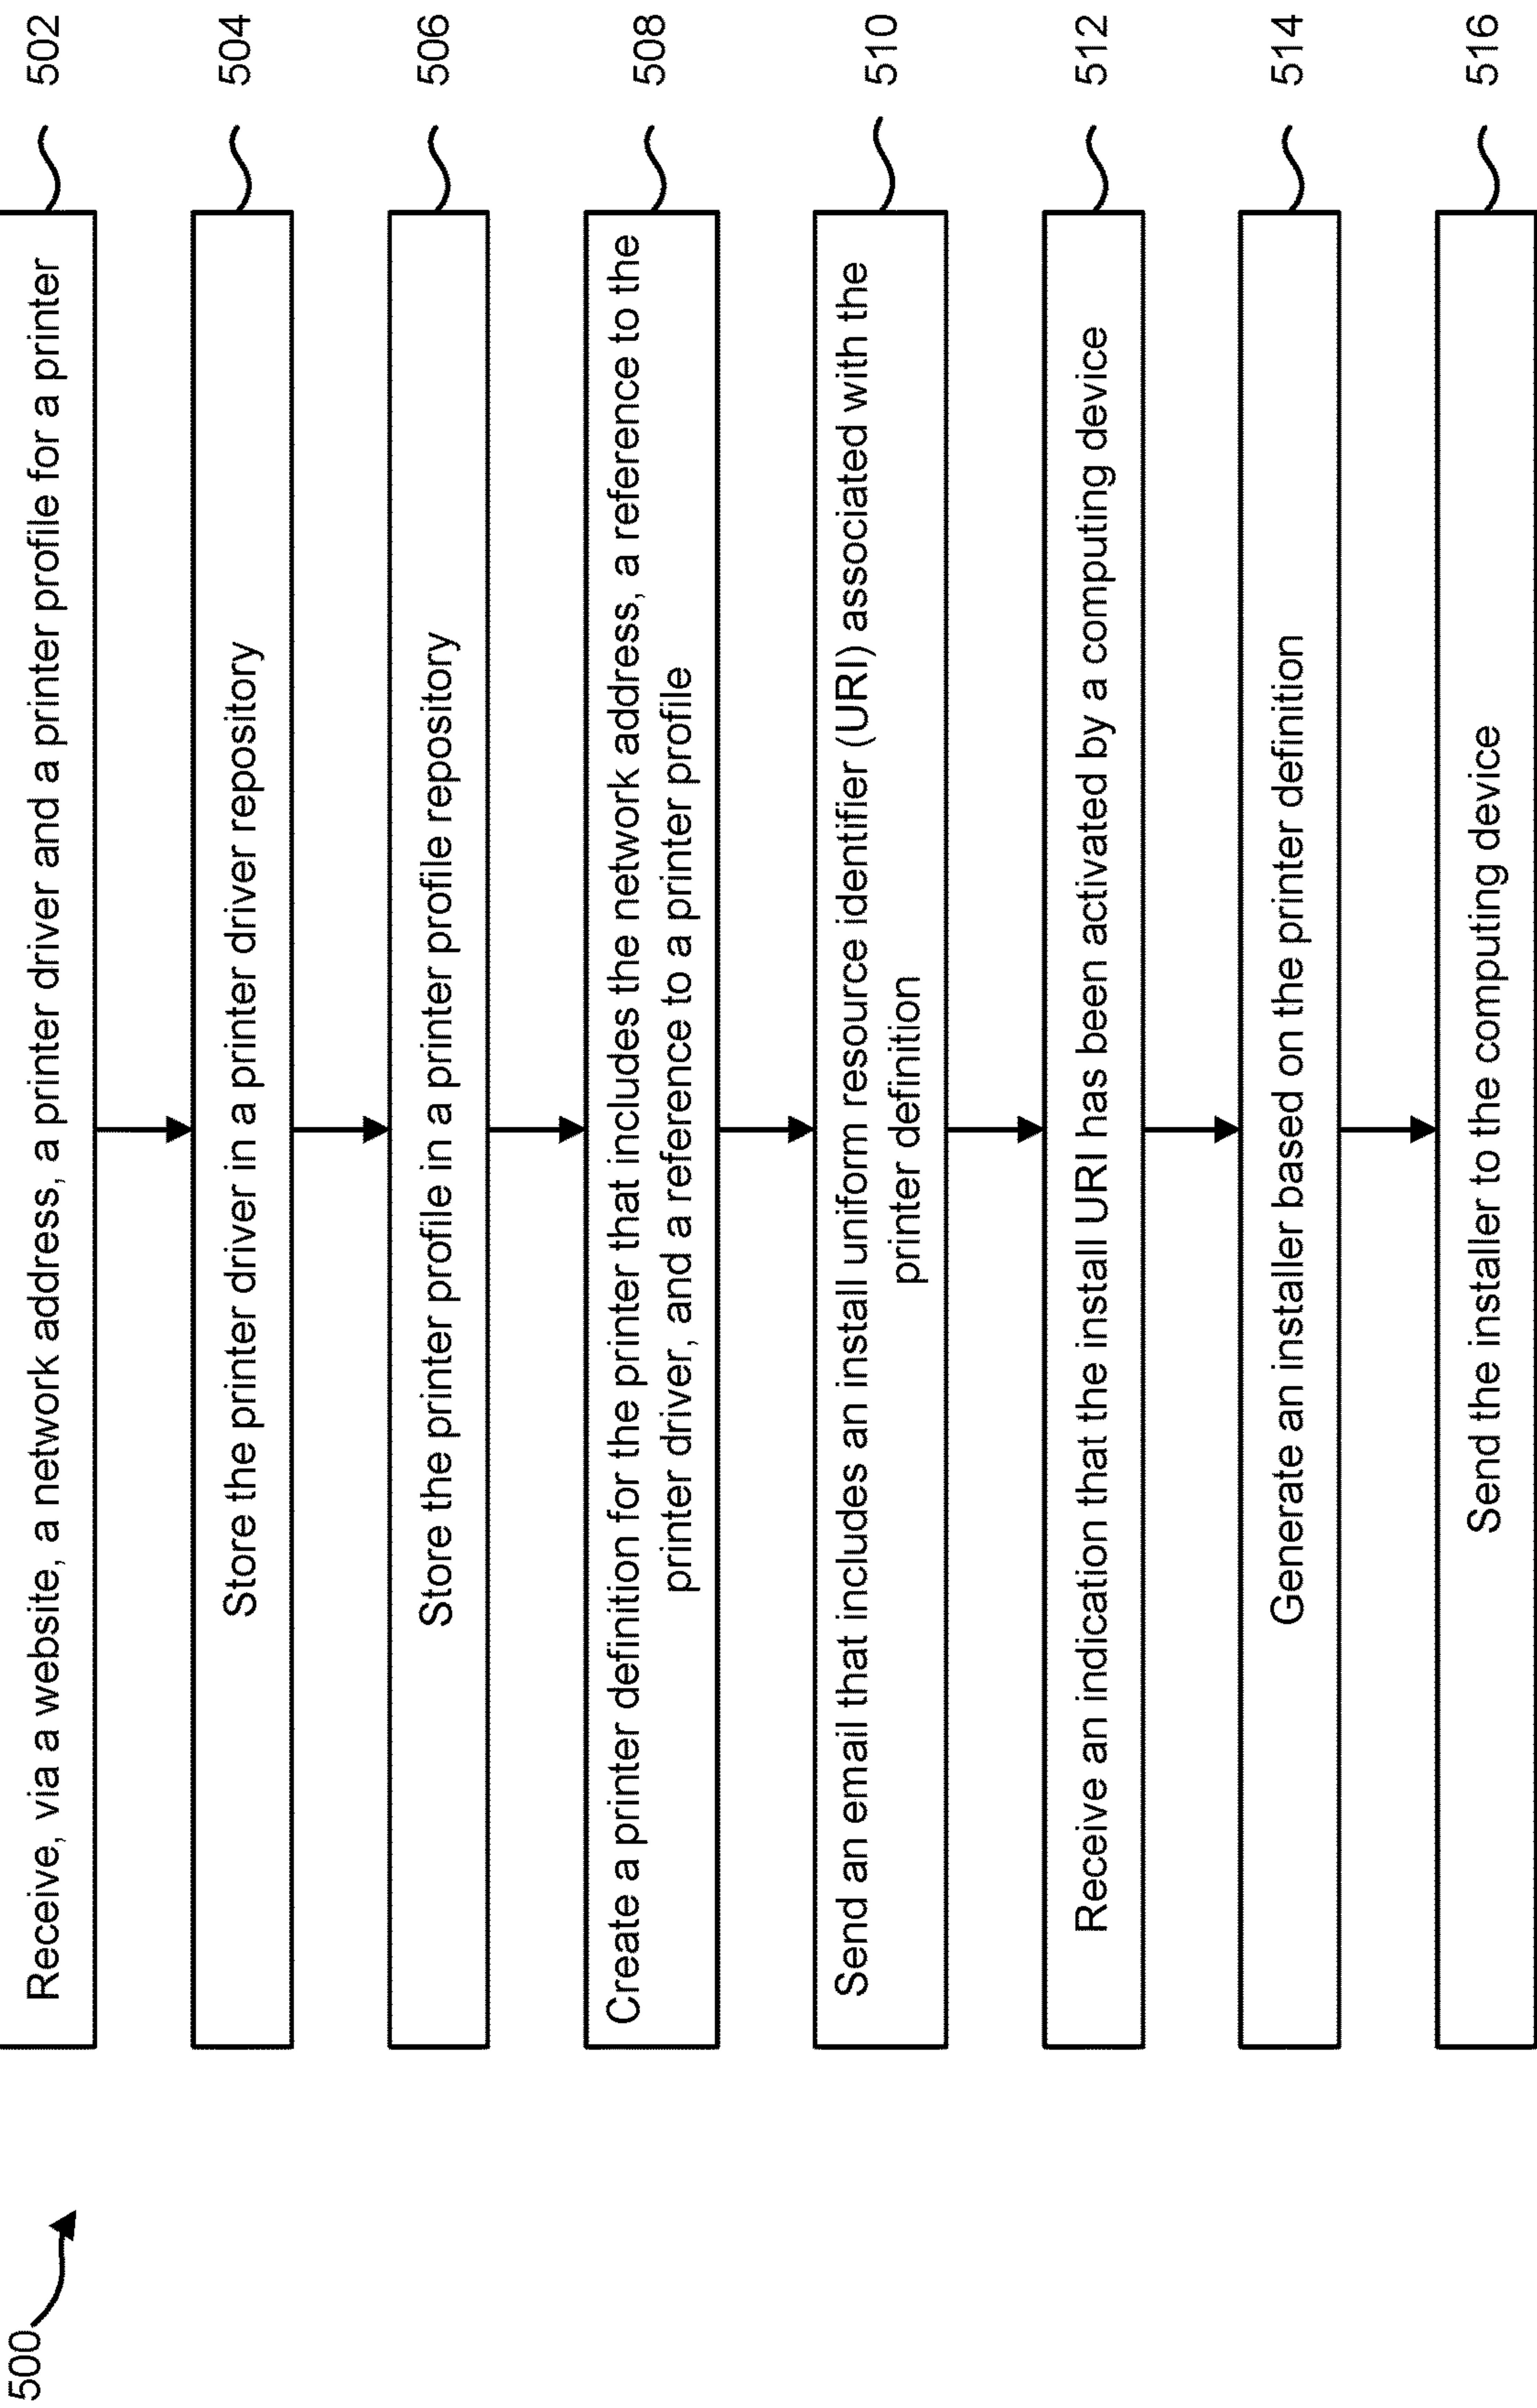 500
Receive, via a website, a network address, a printer driver and a printer profile for a printer
502
Store the printer driver in a printer driver repository
504
Store the printer profile in a printer profile repository
506
Create a printer definition for the printer that includes the network address, a reference to the
printer driver, and a reference to a printer profile
508
Send an email that includes an install uniform resource identifier (URI) associated with the
printer definition
510
Receive an indication that the install URI has been activated by a computing device
512
Generate an installer based on the printer definition
514
Send the installer to the computing device
516